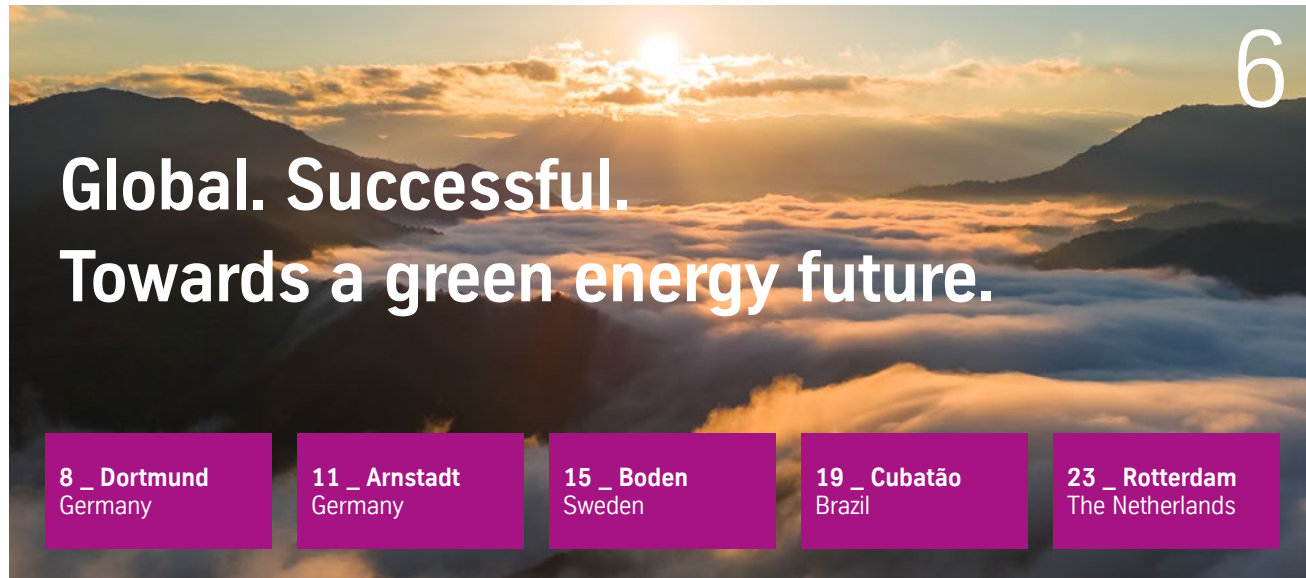 6
Global. Successful.
Towards a green energy future.
8 _ Dortmund
Germany
11 _ Arnstadt
Germany
15 _ Boden
Sweden
19 _ Cubatão
Brazil
23 _ Rotterdam
The Netherlands